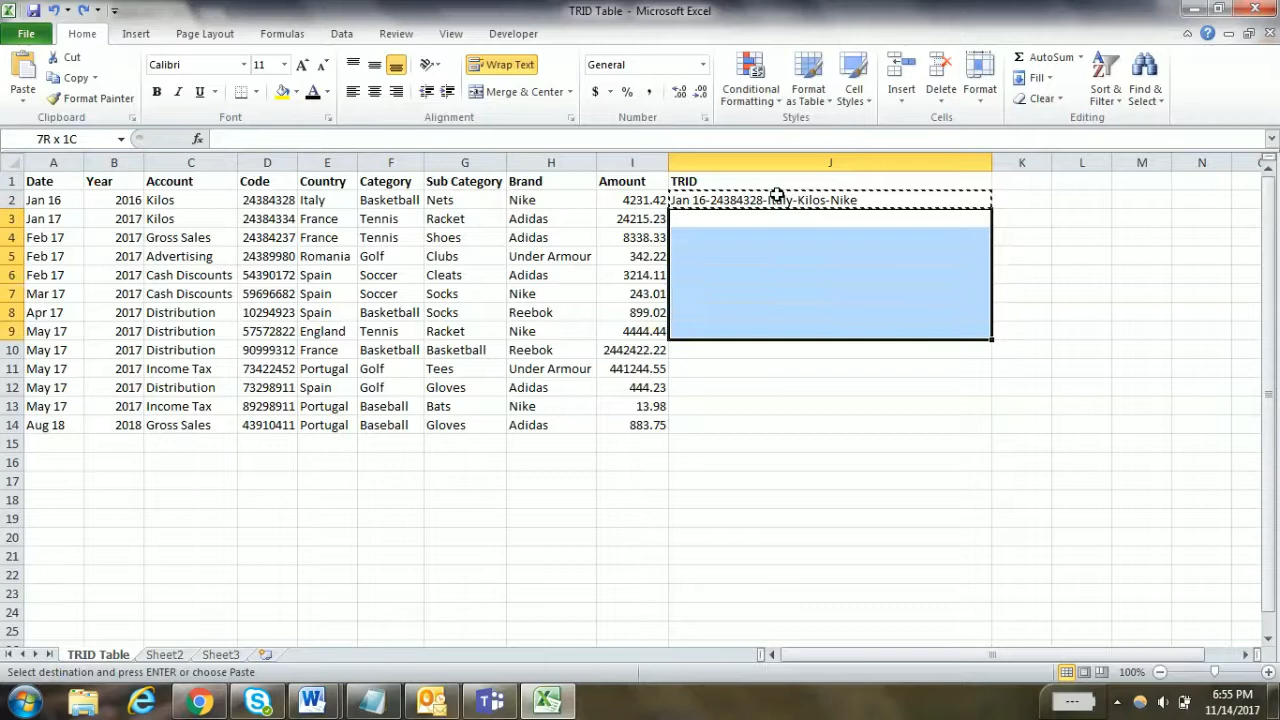 TRID Table - Microsoft Excel
File Home Insert Page Layout Formulas Data Review View Developer
Paste
Cut
Copy
Format Painter
Clipboard
Calibri 11
B I U
Font
Wrap Text
Merge & Center
Alignment
General
$ % ,
Number
Conditional Formatting
Format as Table
Cell Styles
Styles
Insert Delete Format
Cells
AutoSum
Fill
Clear
Sort & Filter
Find & Select
Editing
7R x 1C fx
A B C D E F G H I J K L M N
1 Date Year Account Code Country Category Sub Category Brand Amount TRID
2 Jan 16 2016 Kilos 24384328 Italy Basketball Nets Nike 4231.42 Jan 16-24384328-Italy-Kilos-Nike
3 Jan 17 2017 Kilos 24384334 France Tennis Racket Adidas 24215.23
4 Feb 17 2017 Gross Sales 24384237 France Tennis Shoes Adidas 8338.33
5 Feb 17 2017 Advertising 24389980 Romania Golf Clubs Under Armour 342.22
6 Feb 17 2017 Cash Discounts 54390172 Spain Soccer Cleats Adidas 3214.11
7 Mar 17 2017 Cash Discounts 59696682 Spain Soccer Socks Nike 243.01
8 Apr 17 2017 Distribution 10294923 Spain Basketball Socks Reebok 899.02
9 May 17 2017 Distribution 57572822 England Tennis Racket Nike 4444.44
10 May 17 2017 Distribution 90999312 France Basketball Basketball Reebok 2442422.22
11 May 17 2017 Income Tax 73422452 Portugal Golf Tees Under Armour 441244.55
12 May 17 2017 Distribution 73298911 Spain Golf Gloves Adidas 444.23
13 May 17 2017 Income Tax 89298911 Portugal Baseball Bats Nike 13.98
14 Aug 18 2018 Gross Sales 43910411 Portugal Baseball Gloves Adidas 883.75
15
16
17
18
19
20
21
22
23
24
25
TRID Table Sheet2 Sheet3
Select destination and press ENTER or choose Paste 100%
6:55 PM
11/14/2017